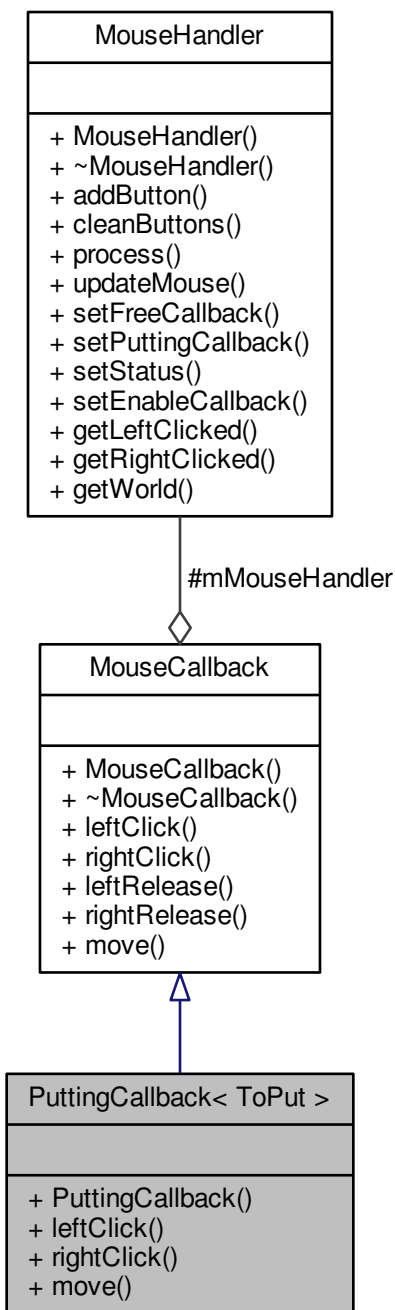 MouseHandler
+ MouseHandler()
+ ~MouseHandler()
+ addButton()
+ cleanButtons()
+ process()
+ updateMouse()
+ setFreeCallback()
+ setPuttingCallback()
+ setStatus()
+ setEnableCallback()
+ getLeftClicked()
+ getRightClicked()
+ getWorld()
#mMouseHandler
MouseCallback
+ MouseCallback()
+ ~MouseCallback()
+ leftClick()
+ rightClick()
+ leftRelease()
+ rightRelease()
+ move()
PuttingCallback< ToPut >
+ PuttingCallback()
+ leftClick()
+ rightClick()
+ move()